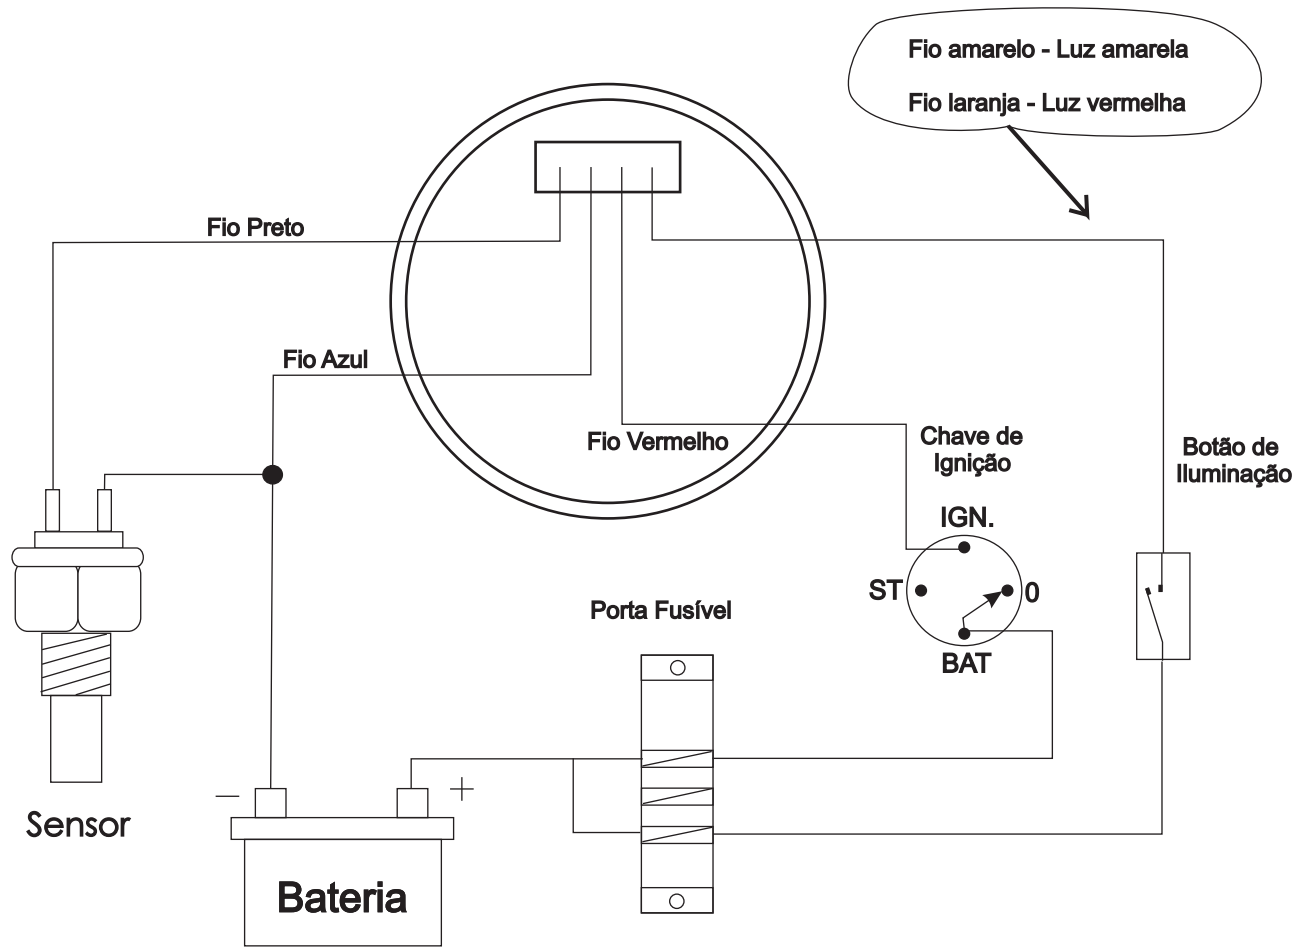 Fio amarelo - Luz amarela
Fio laranja - Luz vermelha
Fio Preto
Fio Azul
Fio Vermelho
Chave de
Ignição
Botão de
Iluminação
IGN.
ST
0
BAT
Porta Fusível
Sensor
−
+
Bateria